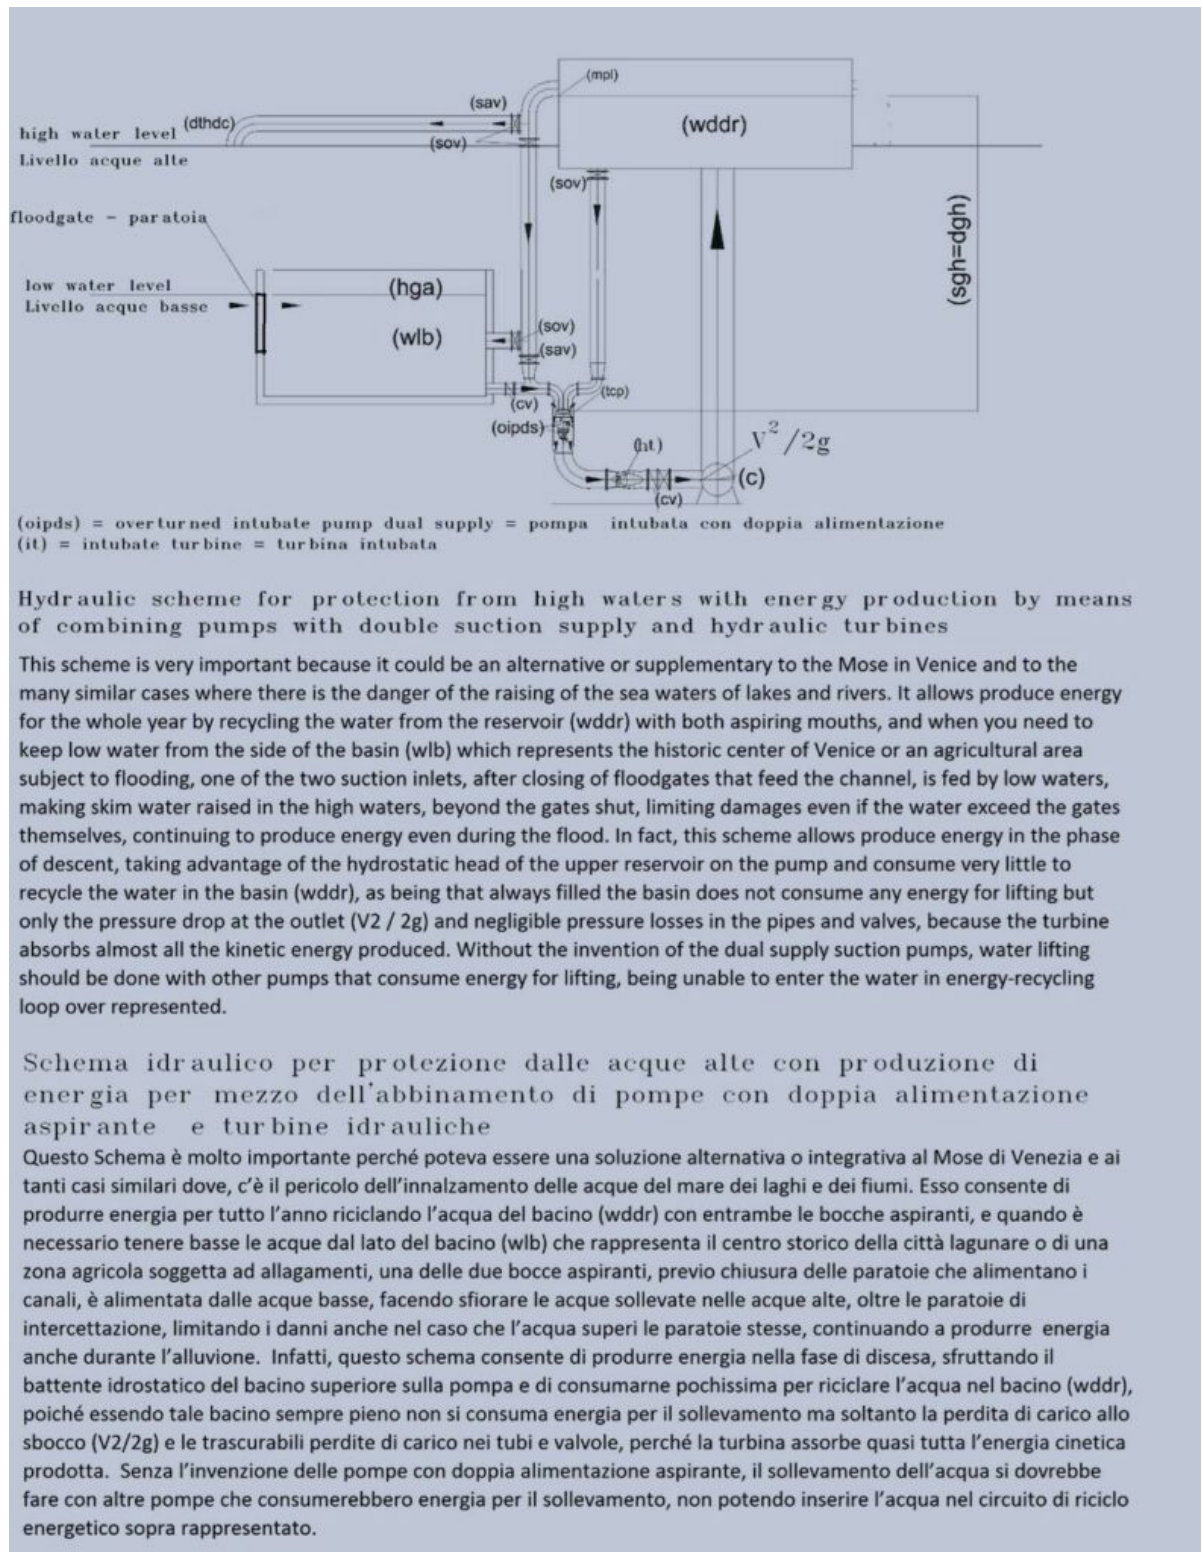 (mpl)
(sav)
(dthdc)
(wddr)
high water level
(sov)
Livello acque alte
(sov)
floodgate - paratoia
(sgh=dgh)
low water level
(hga)
Livello acque basse
(sov)
(wlb)
(sav)
(tcp)
(cv)
(oipds)
V²/2g
(c)
(cv)
(oipds) = overturned intubate pump dual supply = pompa intubata con doppia alimentazione
(it) = intubate turbine = turbina intubata
Hydraulic scheme for protection from high waters with energy production by means
of combining pumps with double suction supply and hydraulic turbines
This scheme is very important because it could be an alternative or supplementary to the Mose in Venice and to the
many similar cases where there is the danger of the raising of the sea waters of lakes and rivers. It allows produce energy
for the whole year by recycling the water from the reservoir (wddr) with both aspiring mouths, and when you need to
keep low water from the side of the basin (wlb) which represents the historic center of Venice or an agricultural area
subject to flooding, one of the two suction inlets, after closing of floodgates that feed the channel, is fed by low waters,
making skim water raised in the high waters, beyond the gates shut, limiting damages even if the water exceed the gates
themselves, continuing to produce energy even during the flood. In fact, this scheme allows produce energy in the phase
of descent, taking advantage of the hydrostatic head of the upper reservoir on the pump and consume very little to
recycle the water in the basin (wddr), as being that always filled the basin does not consume any energy for lifting but
only the pressure drop at the outlet (V2 / 2g) and negligible pressure losses in the pipes and valves, because the turbine
absorbs almost all the kinetic energy produced. Without the invention of the dual supply suction pumps, water lifting
should be done with other pumps that consume energy for lifting, being unable to enter the water in energy-recycling
loop over represented.
Schema idraulico per protezione dalle acque alte con produzione di
energia per mezzo dell'abbinamento di pompe con doppia alimentazione
aspirante e turbine idrauliche
Questo Schema è molto importante perché poteva essere una soluzione alternativa o integrativa al Mose di Venezia e ai
tanti casi similari dove, c'è il pericolo dell'innalzamento delle acque del mare dei laghi e dei fiumi. Esso consente di
produrre energia per tutto l'anno riciclando l'acqua del bacino (wddr) con entrambe le bocche aspiranti, e quando è
necessario tenere basse le acque dal lato del bacino (wlb) che rappresenta il centro storico della città lagunare o di una
zona agricola soggetta ad allagamenti, una delle due bocce aspiranti, previo chiusura delle paratoie che alimentano i
canali, è alimentata dalle acque basse, facendo sfiorare le acque sollevate nelle acque alte, oltre le paratoie di
intercettazione, limitando i danni anche nel caso che l'acqua superi le paratoie stesse, continuando a produrre energia
anche durante l'alluvione. Infatti, questo schema consente di produrre energia nella fase di discesa, sfruttando il
battente idrostatico del bacino superiore sulla pompa e di consumarne pochissima per riciclare l'acqua nel bacino (wddr),
poiché essendo tale bacino sempre pieno non si consuma energia per il sollevamento ma soltanto la perdita di carico allo
sbocco (V2/2g) e le trascurabili perdite di carico nei tubi e valvole, perché la turbina assorbe quasi tutta l'energia cinetica
prodotta. Senza l'invenzione delle pompe con doppia alimentazione aspirante, il sollevamento dell'acqua si dovrebbe
fare con altre pompe che consumerebbero energia per il sollevamento, non potendo inserire l'acqua nel circuito di riciclo
energetico sopra rappresentato.